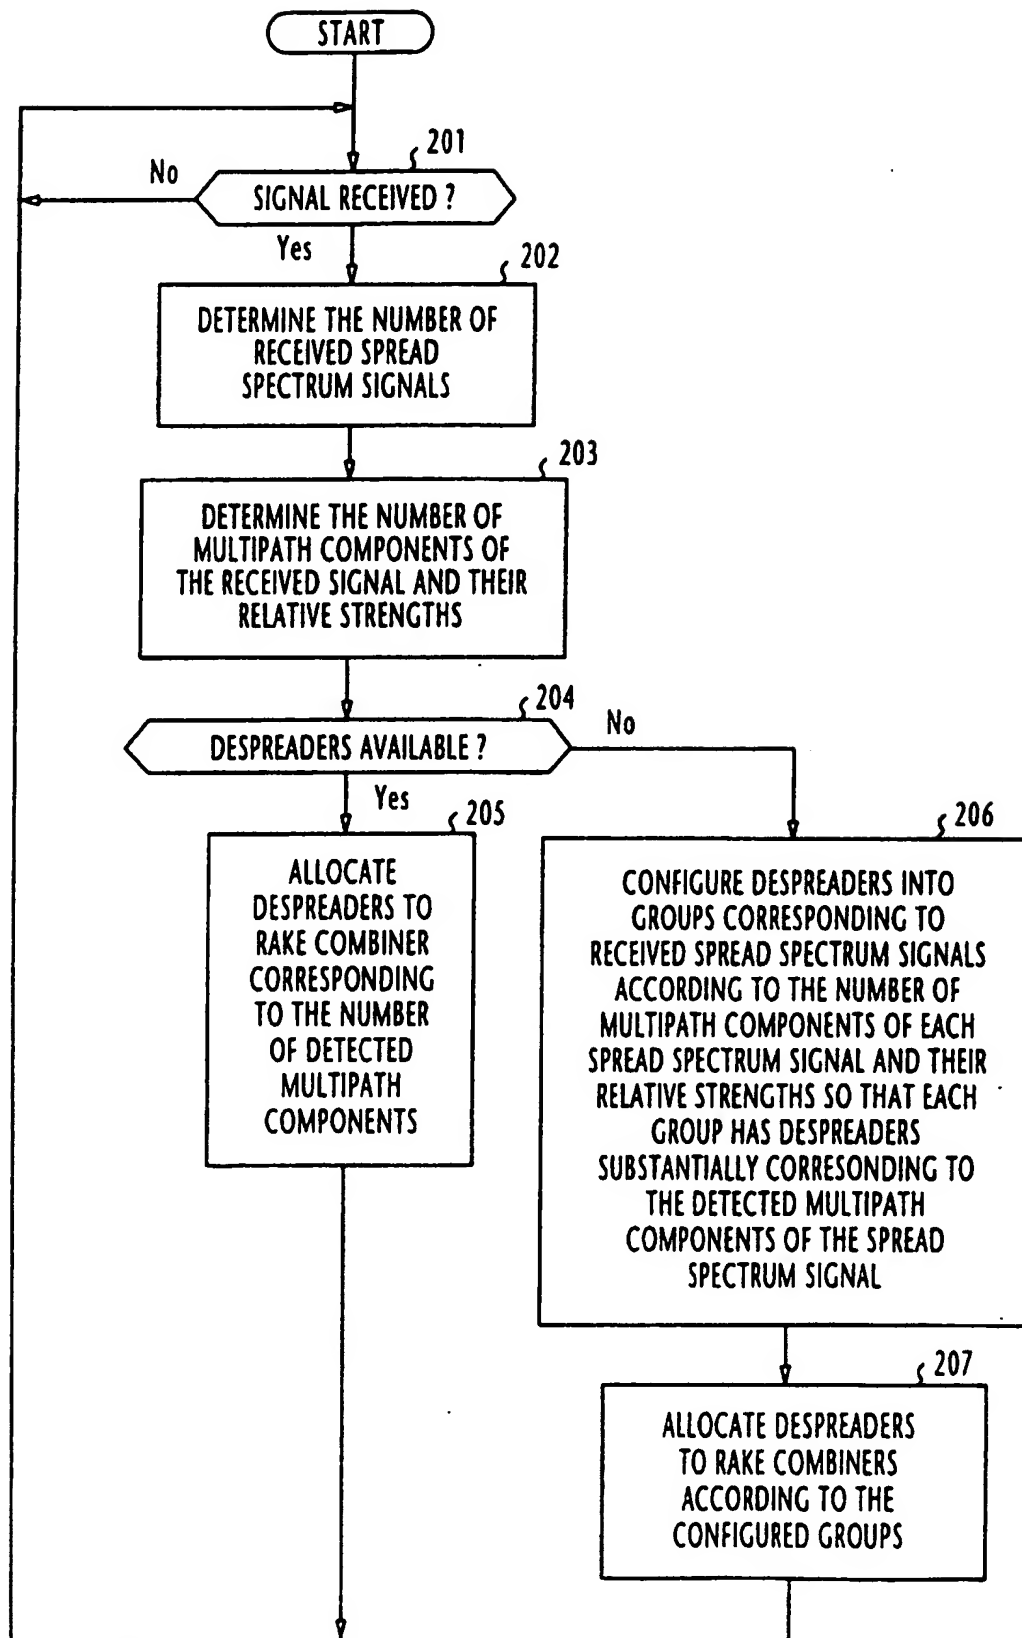 START
201
No
SIGNAL RECEIVED ?
Yes
202
DETERMINE THE NUMBER OF
RECEIVED SPREAD
SPECTRUM SIGNALS
203
DETERMINE THE NUMBER OF
MULTIPATH COMPONENTS OF
THE RECEIVED SIGNAL AND THEIR
RELATIVE STRENGTHS
204
No
DESPREADERS AVAILABLE ?
Yes
205
ALLOCATE
DESPREADERS TO
RAKE COMBINER
CORRESPONDING
TO THE NUMBER
OF DETECTED
MULTIPATH
COMPONENTS
206
CONFIGURE DESPREADERS INTO
GROUPS CORRESPONDING TO
RECEIVED SPREAD SPECTRUM SIGNALS
ACCORDING TO THE NUMBER OF
MULTIPATH COMPONENTS OF EACH
SPREAD SPECTRUM SIGNAL AND THEIR
RELATIVE STRENGTHS SO THAT EACH
GROUP HAS DESPREADERS
SUBSTANTIALLY CORRESONDING TO
THE DETECTED MULTIPATH
COMPONENTS OF THE SPREAD
SPECTRUM SIGNAL
207
ALLOCATE DESPREADERS
TO RAKE COMBINERS
ACCORDING TO THE
CONFIGURED GROUPS